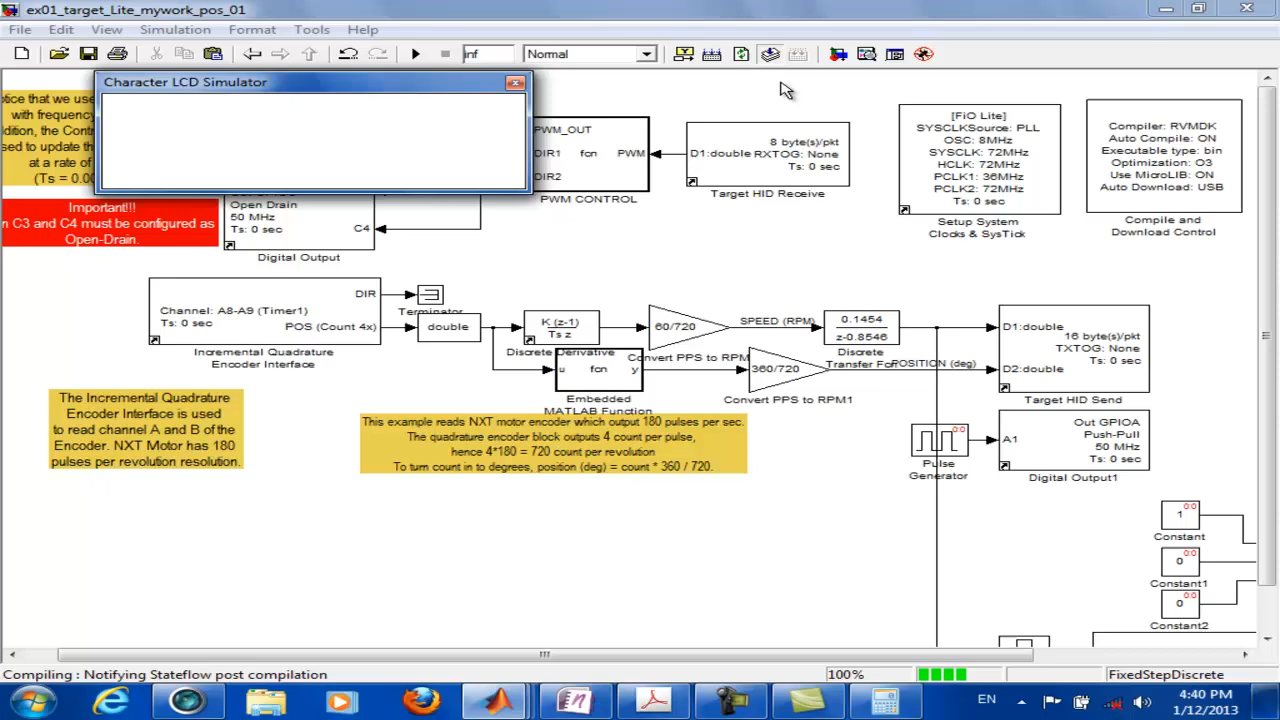 ex01_target_Lite_mywork_pos_01
File Edit View Simulation Format Tools Help
inf Normal
Character LCD Simulator
otice that we use
with frequency
ddition, the Contr
sed to update th
at a rate of
(Ts = 0.00
Important!!!
n C3 and C4 must be configured as
Open-Drain.
Open Drain
50 MHz
Ts: 0 sec
C4
Digital Output
PWM_OUT
DIR1 fcn PWM
DIR2
PWM CONTROL
8 byte(s)/pkt
D1:double RXTOG: None
Ts: 0 sec
Target HID Receive
[FiO Lite]
SYSCLKSource: PLL
OSC: 8MHz
SYSCLK: 72MHz
HCLK: 72MHz
PCLK1: 36MHz
PCLK2: 72MHz
Ts: 0 sec
Setup System
Clocks & SysTick
Compiler: RVMDK
Auto Compile: ON
Executable type: bin
Optimization: O3
Use MicroLIB: ON
Auto Download: USB
Compile and
Download Control
DIR
Channel: A8-A9 (Timer1)
Ts: 0 sec
POS (Count 4x)
Incremental Quadrature
Encoder Interface
Terminator
double
K (z-1)
Ts z
Discrete Derivative
60/720
Convert PPS to RPM
SPEED (RPM)
0.1454
z-0.8546
Discrete
Transfer Fcn
u fcn y
Embedded
MATLAB Function
360/720
Convert PPS to RPM1
POSITION (deg)
D1:double
16 byte(s)/pkt
TXTOG: None
Ts: 0 sec
D2:double
Target HID Send
The Incremental Quadrature
Encoder Interface is used
to read channel A and B of the
Encoder. NXT Motor has 180
pulses per revolution resolution.
This example reads NXT motor encoder which output 180 pulses per sec.
The quadrature encoder block outputs 4 count per pulse,
hence 4*180 = 720 count per revolution
To turn count in to degrees, position (deg) = count * 360 / 720.
Pulse
Generator
A1
Out GPIOA
Push-Pull
50 MHz
Ts: 0 sec
Digital Output1
1
Constant
0
Constant1
0
Constant2
Compiling : Notifying Stateflow post compilation 100% FixedStepDiscrete
EN 4:40 PM
1/12/2013